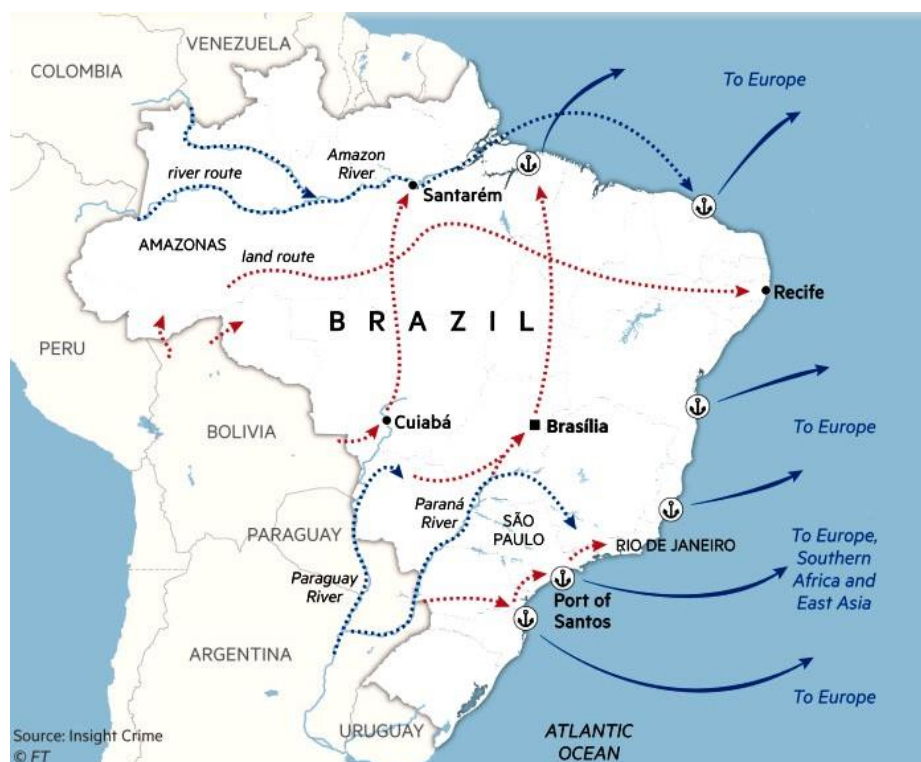 VENEZUELA
COLOMBIA
To Europe
Amazon
River
river route
Santarém
AMAZONAS
land route
Recife
BRAZIL
PERU
Cuiabá
Brasília
BOLIVIA
To Europe
Paraná
River
SÃO
PAULO
PARAGUAY
RIO DE JANEIRO
To Europe,
Southern
Africa and
East Asia
Paraguay
River
Port of
Santos
ARGENTINA
To Europe
URUGUAY
ATLANTIC
OCEAN
Source: Insight Crime
© FT